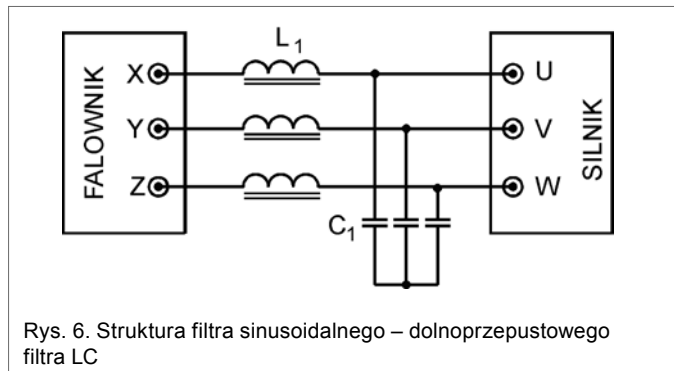 L1
X
U
FALOWNIK
Y
V
SILNIK
Z
W
C1
Rys. 6. Struktura filtra sinusoidalnego – dolnoprzepustowego
filtra LC